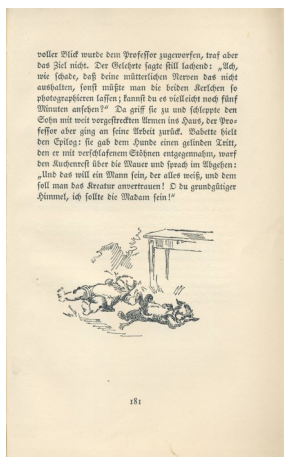 voller Blick wurde dem Professor zugeworfen, traf aber
das Ziel nicht. Der Gelehrte sagte still lachend: „Ach,
wie schade, daß deine mütterlichen Nerven das nicht
aushalten, sonst müßte man die beiden Kerlchen so
photographieren lassen; kannst du es vielleicht noch fünf
Minuten ansehen?“ Da griff sie zu und schleppte den
Sohn mit weit vorgestreckten Armen ins Haus, der Pro-
fessor aber ging an seine Arbeit zurück. Babette hielt
den Epilog: sie gab dem Hunde einen gelinden Tritt,
den er mit verschlafenem Stöhnen entgegennahm, warf
den Kuchenrest über die Mauer und sprach im Abgehen:
„Und das will ein Mann sein, der alles weiß, und dem
soll man das Kreatur anvertrauen! O du grundgütiger
Himmel, ich sollte die Madam sein!“
181